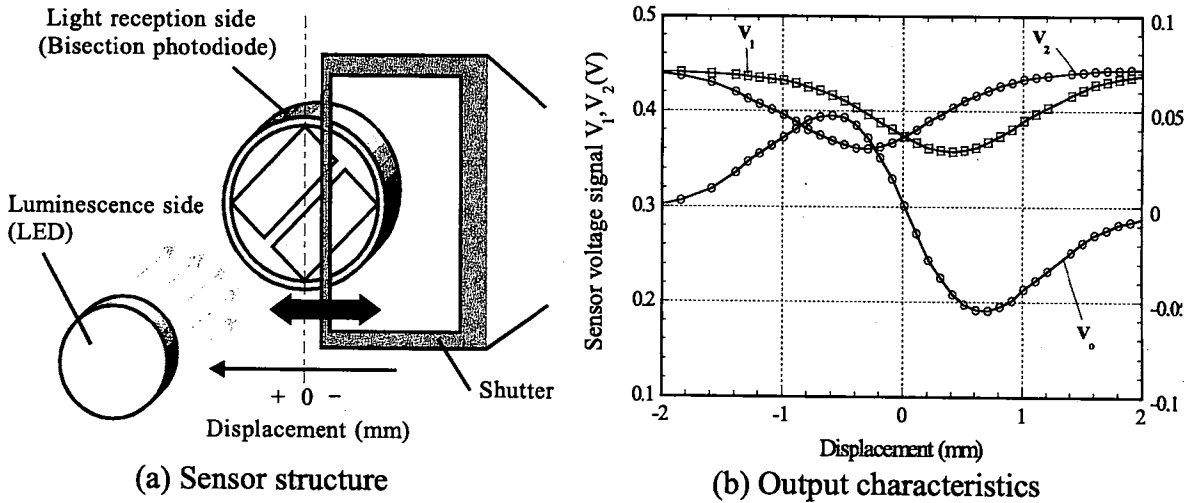 Light reception side
(Bisection photodiode)
Luminescence side
(LED)
Shutter
+ 0 -
Displacement (mm)
(a) Sensor structure
Sensor voltage signal V₁, V₂(V)
0.5
0.4
0.3
0.2
0.1
0.1
0.05
0
-0.1
V₁
V₂
Vₒ
-2
-1
0
1
2
Displacement (mm)
(b) Output characteristics